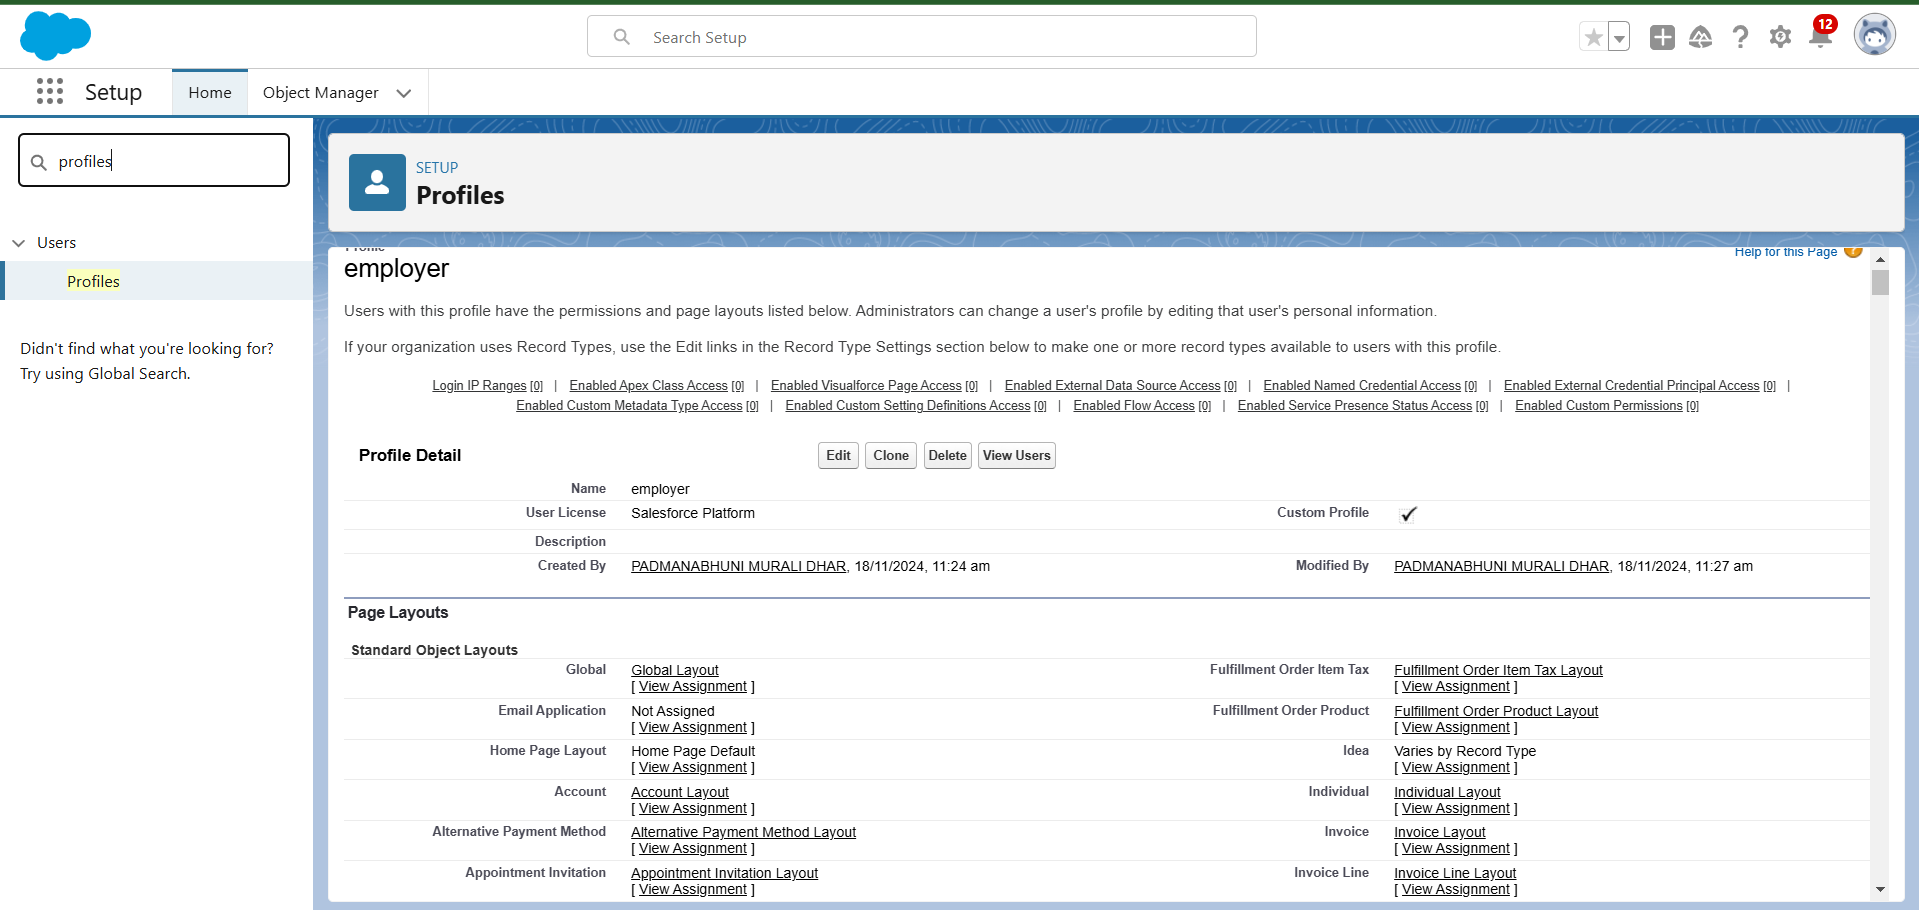 Search Setup
12
Setup
Home
Object Manager
profiles
Users
Profiles
Didn't find what you're looking for?
Try using Global Search.
SETUP
Profiles
Profile
employer
Help for this Page ?
Users with this profile have the permissions and page layouts listed below. Administrators can change a user's profile by editing that user's personal information.
If your organization uses Record Types, use the Edit links in the Record Type Settings section below to make one or more record types available to users with this profile.
Login IP Ranges [0] | Enabled Apex Class Access [0] | Enabled Visualforce Page Access [0] | Enabled External Data Source Access [0] | Enabled Named Credential Access [0] | Enabled External Credential Principal Access [0] |
Enabled Custom Metadata Type Access [0] | Enabled Custom Setting Definitions Access [0] | Enabled Flow Access [0] | Enabled Service Presence Status Access [0] | Enabled Custom Permissions [0]
Profile Detail Edit Clone Delete View Users
Name employer
User License Salesforce Platform Custom Profile ✓
Description
Created By PADMANABHUNI MURALI DHAR, 18/11/2024, 11:24 am Modified By PADMANABHUNI MURALI DHAR, 18/11/2024, 11:27 am
Page Layouts
Standard Object Layouts
Global Global Layout Fulfillment Order Item Tax Fulfillment Order Item Tax Layout
[ View Assignment ] [ View Assignment ]
Email Application Not Assigned Fulfillment Order Product Fulfillment Order Product Layout
[ View Assignment ] [ View Assignment ]
Home Page Layout Home Page Default Idea Varies by Record Type
[ View Assignment ] [ View Assignment ]
Account Account Layout Individual Individual Layout
[ View Assignment ] [ View Assignment ]
Alternative Payment Method Alternative Payment Method Layout Invoice Invoice Layout
[ View Assignment ] [ View Assignment ]
Appointment Invitation Appointment Invitation Layout Invoice Line Invoice Line Layout
[ View Assignment ] [ View Assignment ]